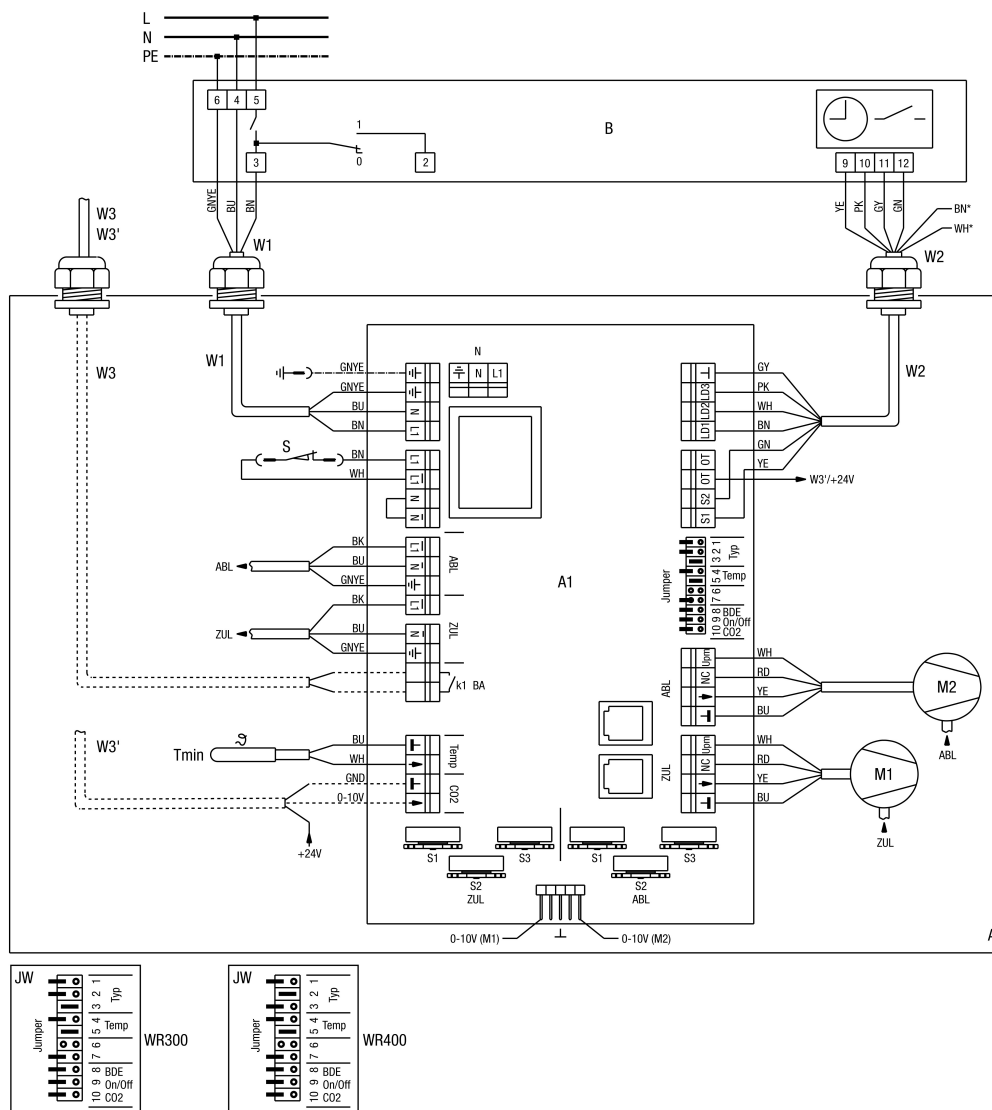 L
N
PE
6 4 5
1
B
0
3
2
9 10 11 12
GNYE
BU
BN
YE
PK
GY
GN
BN*
WH*
W3
W3'
W1
W2
W3
W1
W2
N
N L1
GNYE
GNYE
BU
BN
N
L1
S
BN
WH
L1
L1
N
N
BK
BU
GNYE
ABL
L1
N
ABL
BK
BU
GNYE
ZUL
L1
N
ZUL
k1 BA
W3'
Tmin
ϑ
BU
WH
Temp
GND
0-10V
CO2
+24V
A1
GY
PK
WH
BN
LD3
LD2
LD1
GN
YE
OT
OT
S2
S1
W3'/+24V
Jumper
1 2 3
Typ
4 5
Temp
6
7
8 BDE
9 On/Off
10 CO2
WH
RD
YE
BU
Upm
NC
ABL
M2
ABL
WH
RD
YE
BU
Upm
NC
ZUL
M1
ZUL
S1 S3 S1 S3
S2 S2
ZUL ABL
0-10V (M1)
0-10V (M2)
A
JW
Jumper
1 2 3
Typ
4 5
Temp
6
7
8 BDE
9 On/Off
10 CO2
WR300
JW
Jumper
1 2 3
Typ
4 5
Temp
6
7
8 BDE
9 On/Off
10 CO2
WR400